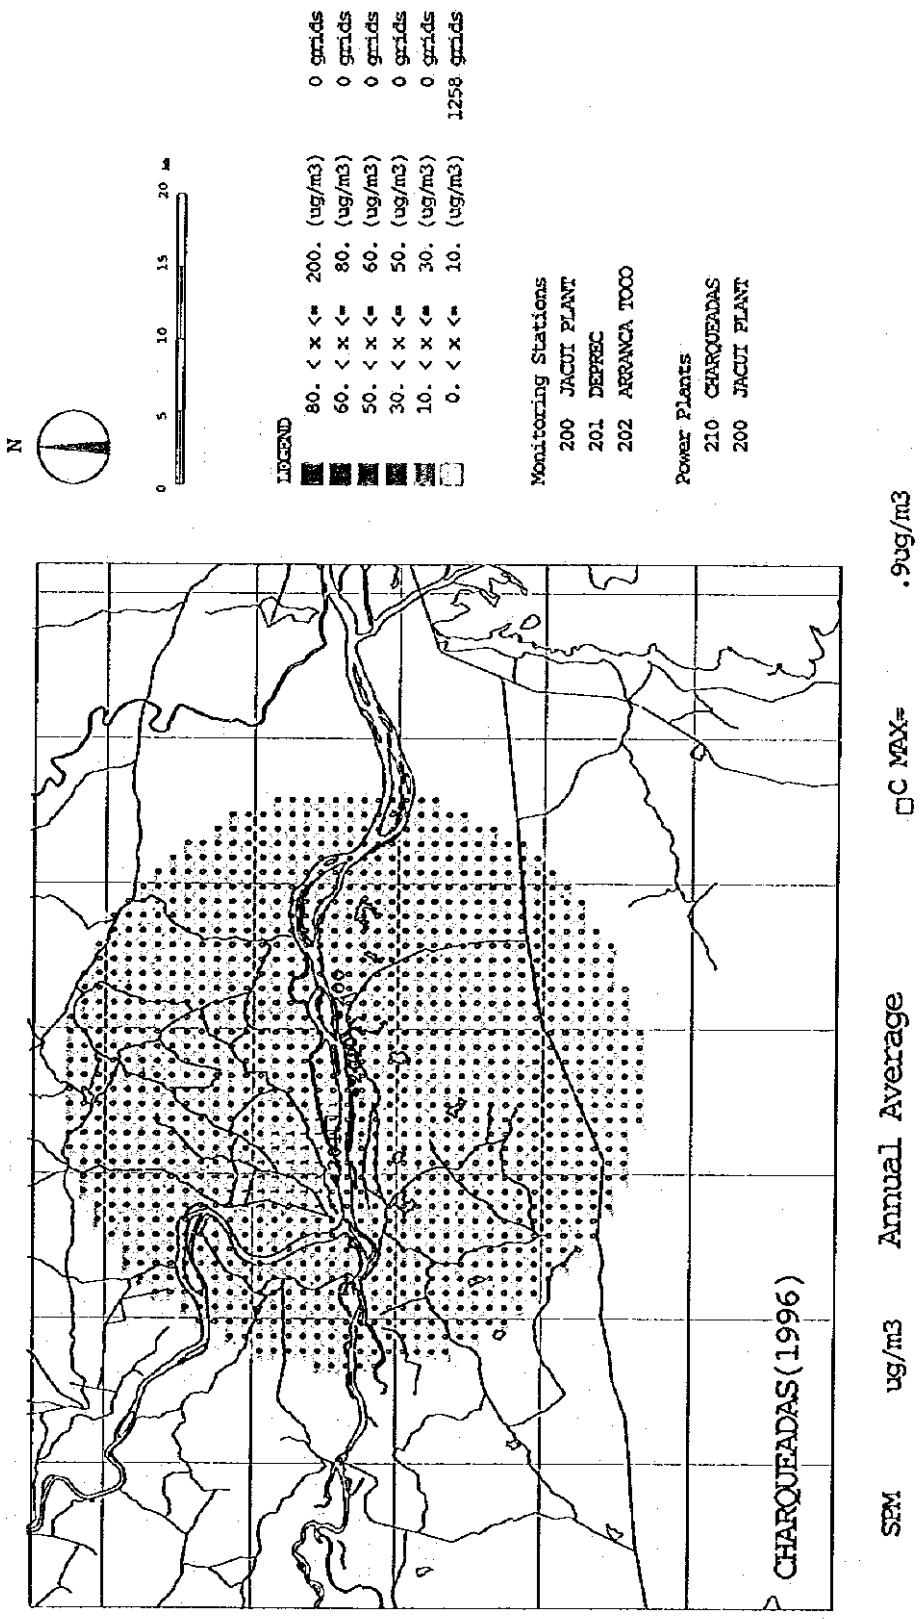 N
0 5 10 15 20 km
LEGEND
80. < x <= 200. (ug/m3) 0 grids
60. < x <= 80. (ug/m3) 0 grids
50. < x <= 60. (ug/m3) 0 grids
30. < x <= 50. (ug/m3) 0 grids
10. < x <= 30. (ug/m3) 0 grids
0. < x <= 10. (ug/m3) 1258 grids
Monitoring Stations
200 JACUI PLANT
201 DEPREC
202 ARRANCA TOCO
Power Plants
210 CHARQUEADAS
200 JACUI PLANT
CHARQUEADAS(1996)
SPM ug/m3 Annual Average □C MAX= .9ug/m3